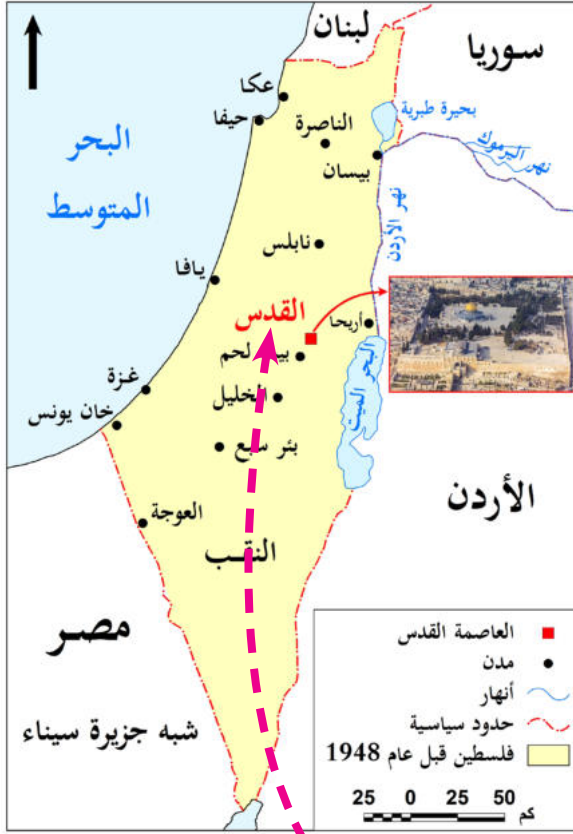 لبنان
سوريا
عكا
حيفا
الناصرة
بحيرة طبرية
نهر اليرموك
بيسان
البحر
المتوسط
نهر الأردن
نابلس
يافا
القدس
أريحا
بيت لحم
البحر الميت
غزة
الخليل
خان يونس
بئر سبع
الأردن
العوجة
النقب
مصر
شبه جزيرة سيناء
العاصمة القدس
مدن
أنهار
حدود سياسية
فلسطين قبل عام 1948
25 0 25 50 كم